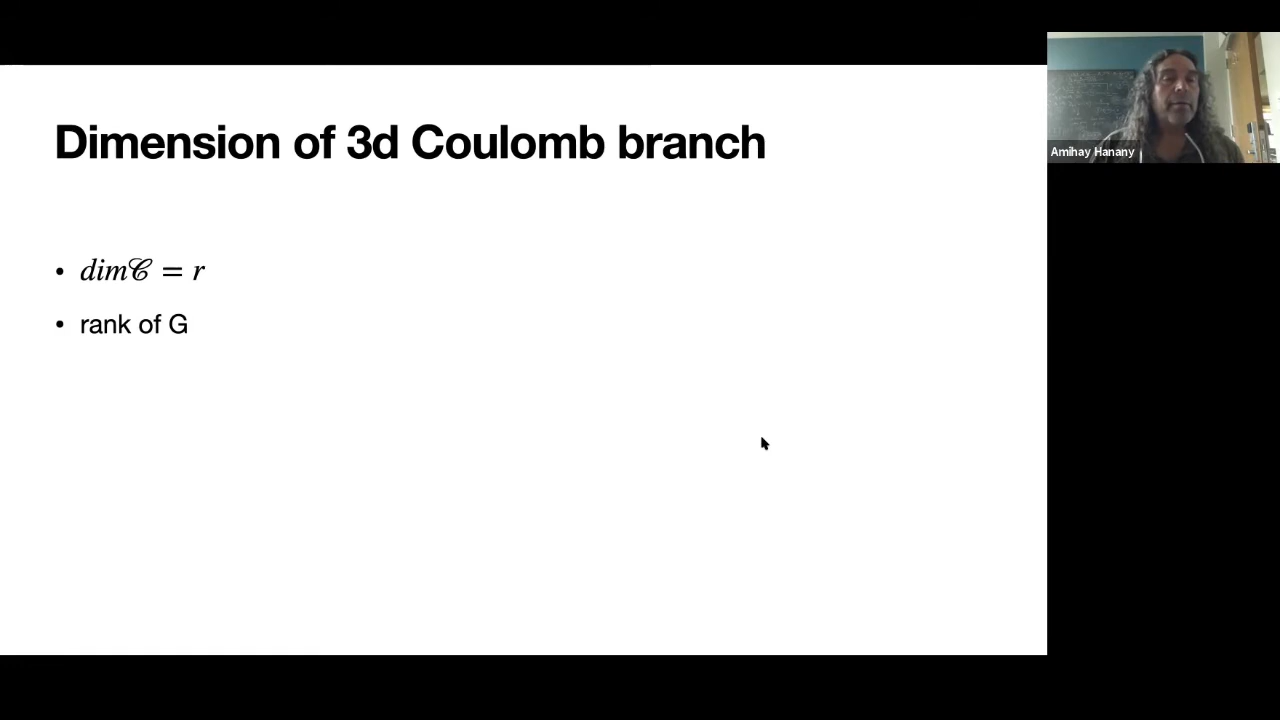 Dimension of 3d Coulomb branch
• dim𝒞 = r
• rank of G
Amihay Hanany